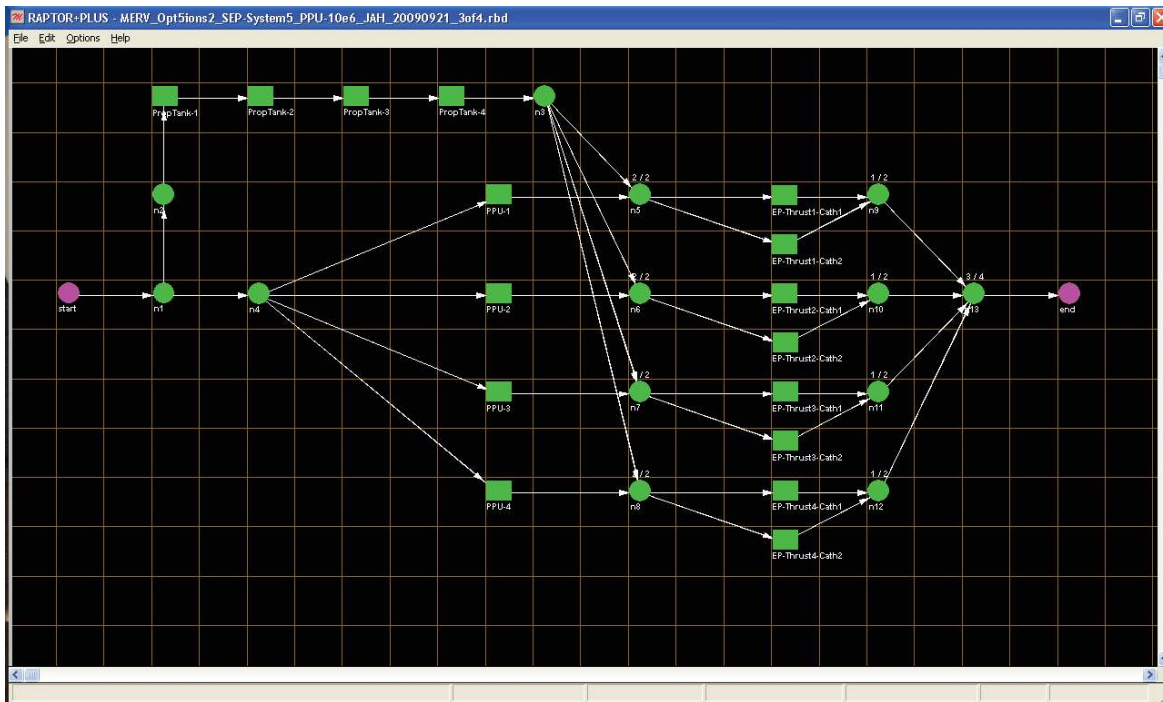 RAPTOR+PLUS - MERV_Opt5ions2_SEP-System5_PPU-10e6_JAH_20090921_3of4.rbd
File Edit Options Help
PropTank-1 PropTank-2 PropTank-3 PropTank-4 n3
2 / 2 1 / 2
n2 PPU-1 n5 EP-Thrust1-Cath1 n9
EP-Thrust1-Cath2
2 / 2 1 / 2 3 / 4
start n1 n4 PPU-2 n6 EP-Thrust2-Cath1 n10 n13 end
EP-Thrust2-Cath2
/ 2 1 / 2
PPU-3 n7 EP-Thrust3-Cath1 n11
EP-Thrust3-Cath2
/ 2 1 / 2
PPU-4 n8 EP-Thrust4-Cath1 n12
EP-Thrust4-Cath2